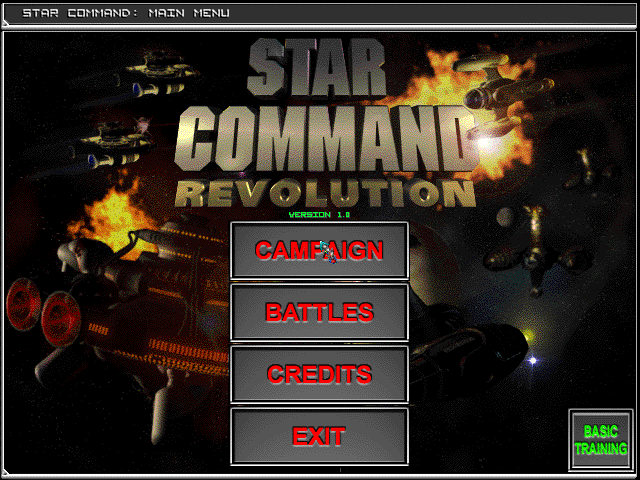 STAR COMMAND: MAIN MENU
STAR
COMMAND
REVOLUTION
VERSION 1.0
CAMPAIGN
BATTLES
CREDITS
EXIT
BASIC
TRAINING